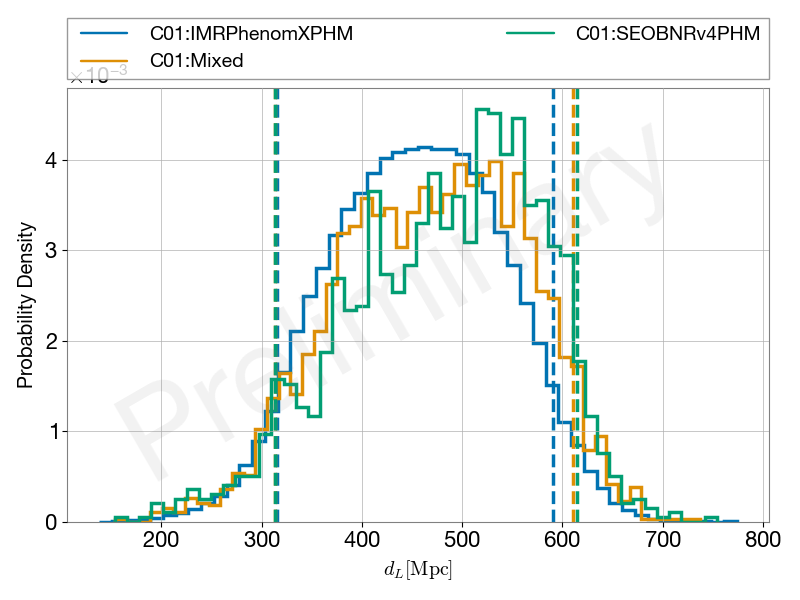 C01:IMRPhenomXPHM
C01:SEOBNRv4PHM
C01:Mixed
×10⁻³
Probability Density
4
3
2
1
0
Preliminary
200 300 400 500 600 700 800
d_L[Mpc]